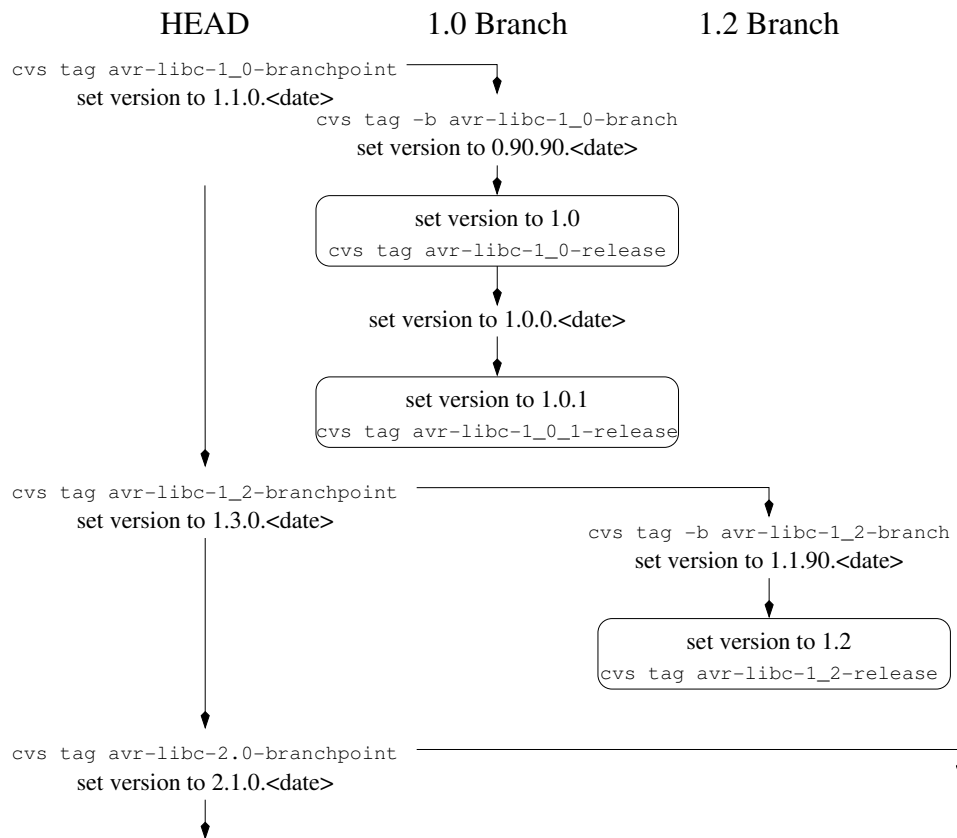 HEAD 1.0 Branch 1.2 Branch
cvs tag avr-libc-1_0-branchpoint
set version to 1.1.0.<date>
cvs tag -b avr-libc-1_0-branch
set version to 0.90.90.<date>
set version to 1.0
cvs tag avr-libc-1_0-release
set version to 1.0.0.<date>
set version to 1.0.1
cvs tag avr-libc-1_0_1-release
cvs tag avr-libc-1_2-branchpoint
set version to 1.3.0.<date>
cvs tag -b avr-libc-1_2-branch
set version to 1.1.90.<date>
set version to 1.2
cvs tag avr-libc-1_2-release
cvs tag avr-libc-2.0-branchpoint
set version to 2.1.0.<date>